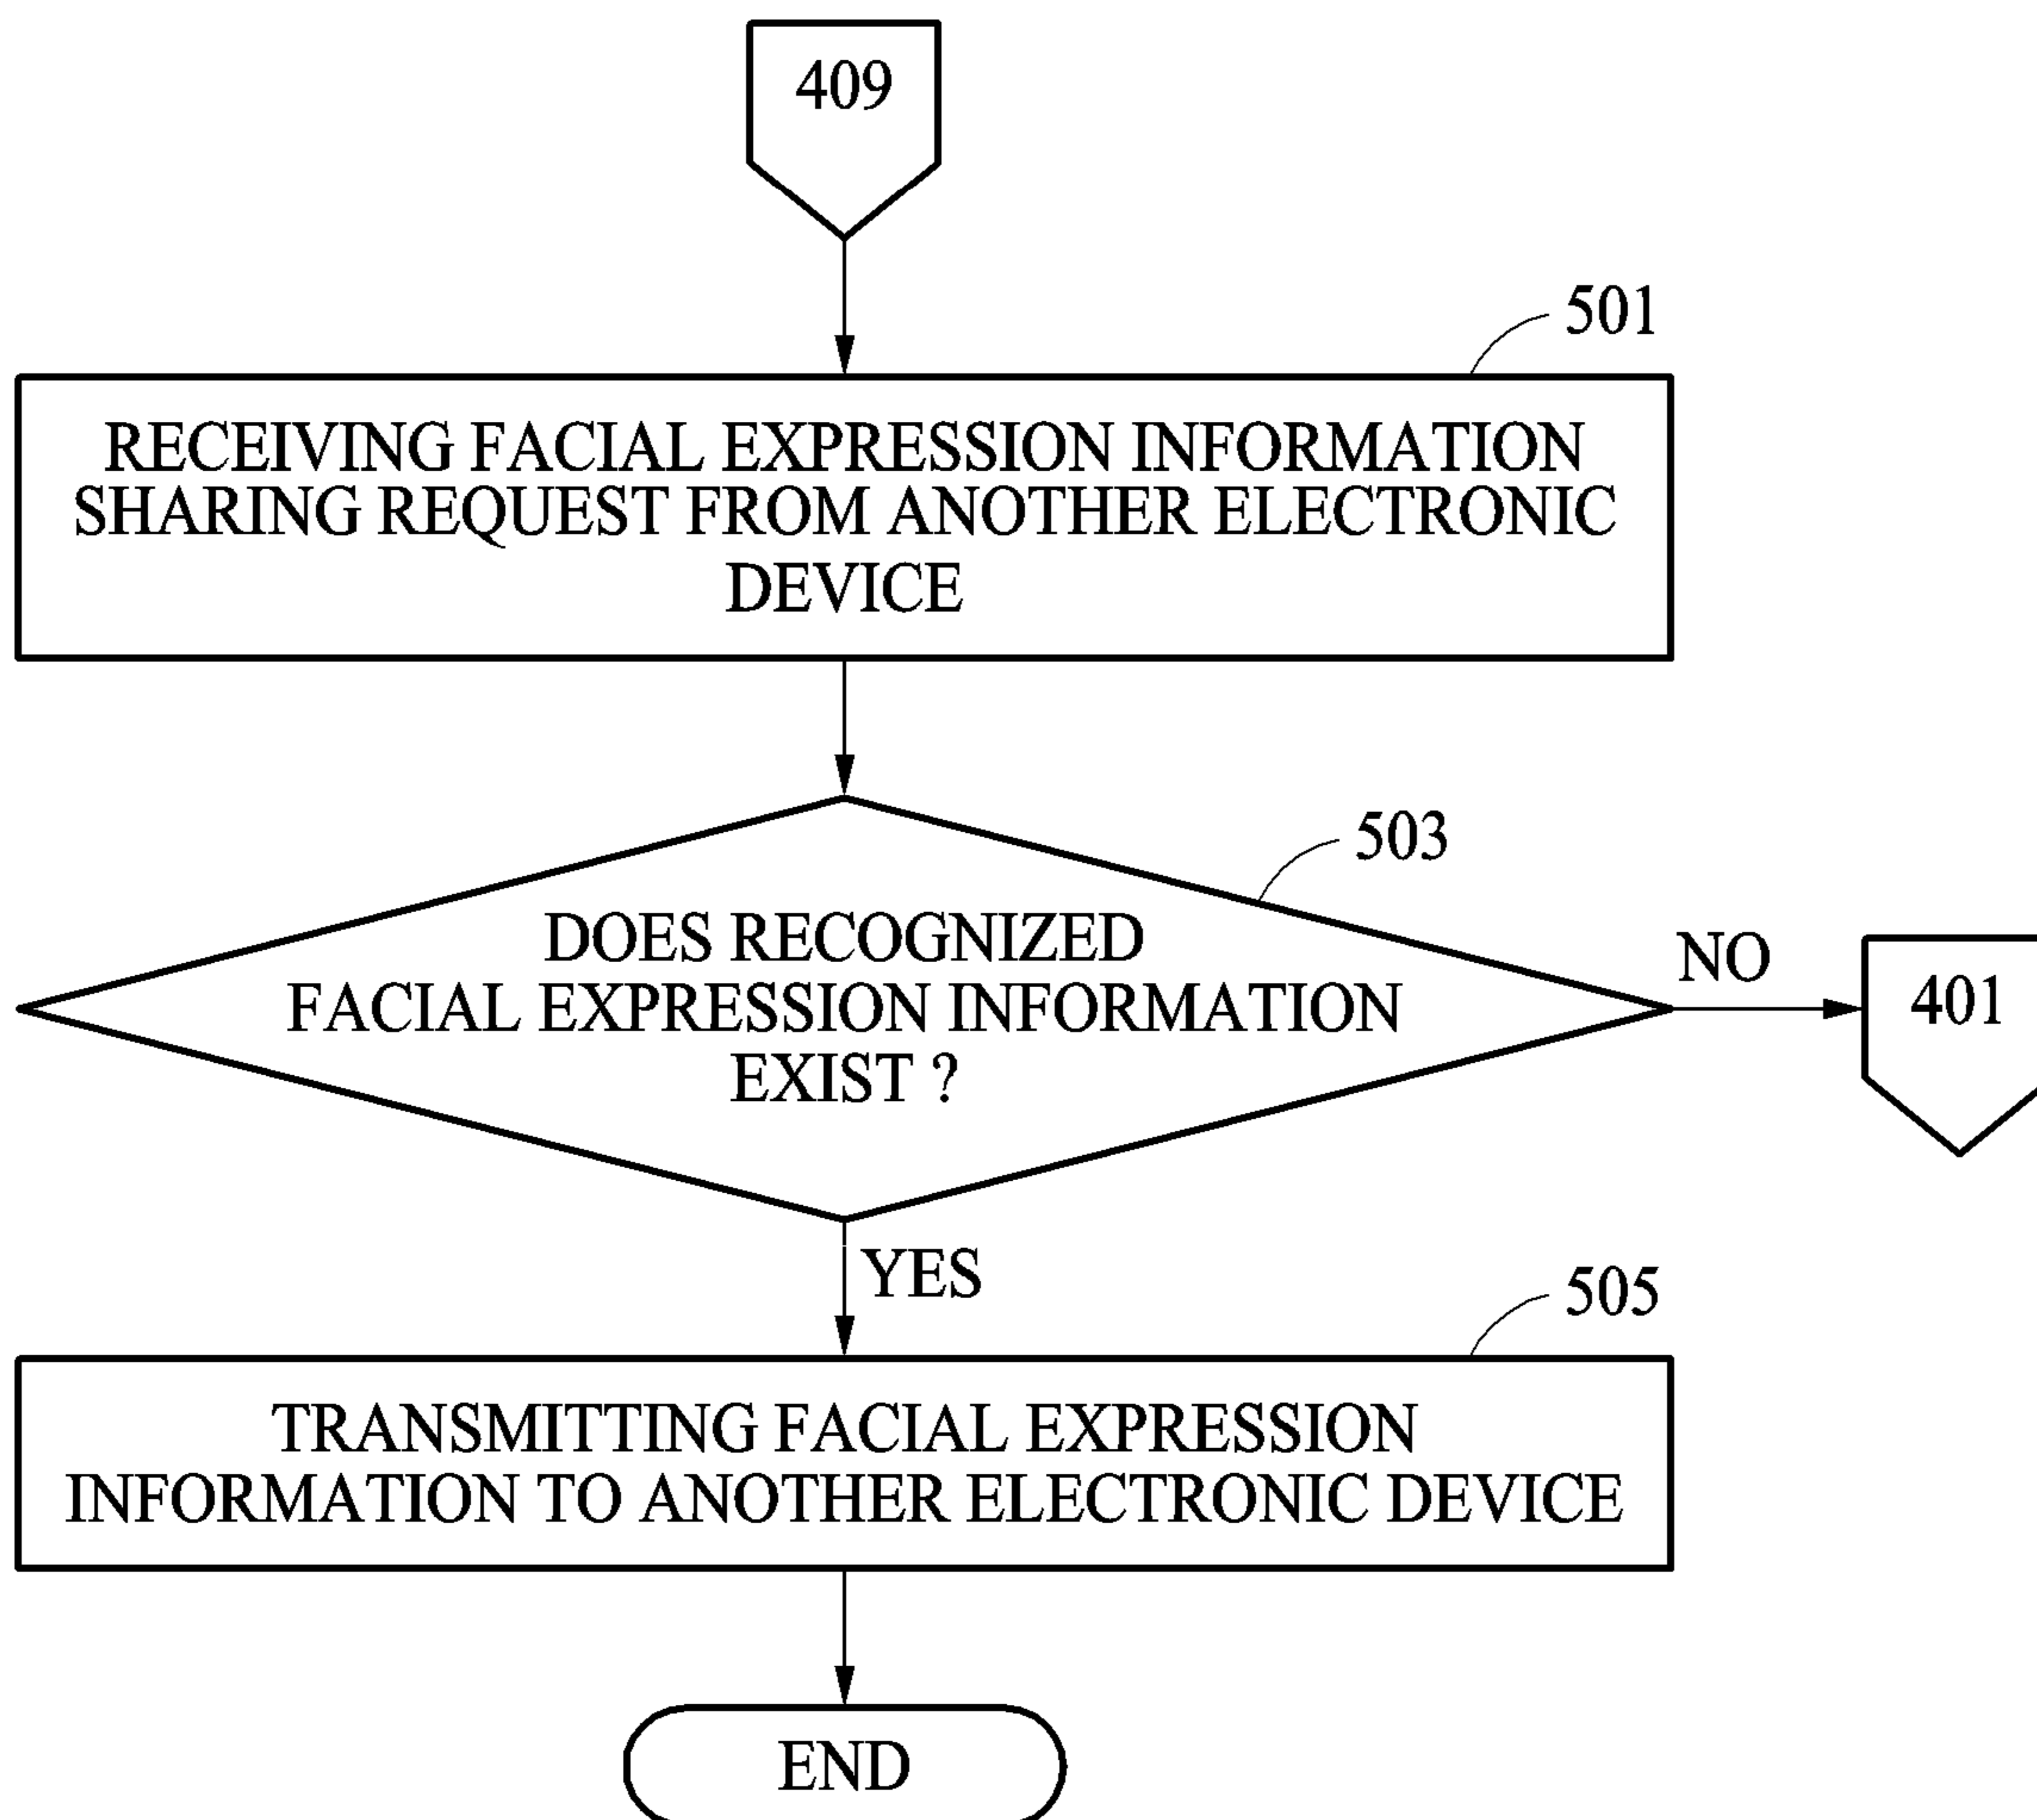 409
501
RECEIVING FACIAL EXPRESSION INFORMATION
SHARING REQUEST FROM ANOTHER ELECTRONIC
DEVICE
503
DOES RECOGNIZED
FACIAL EXPRESSION INFORMATION
EXIST ?
NO
401
YES
505
TRANSMITTING FACIAL EXPRESSION
INFORMATION TO ANOTHER ELECTRONIC DEVICE
END